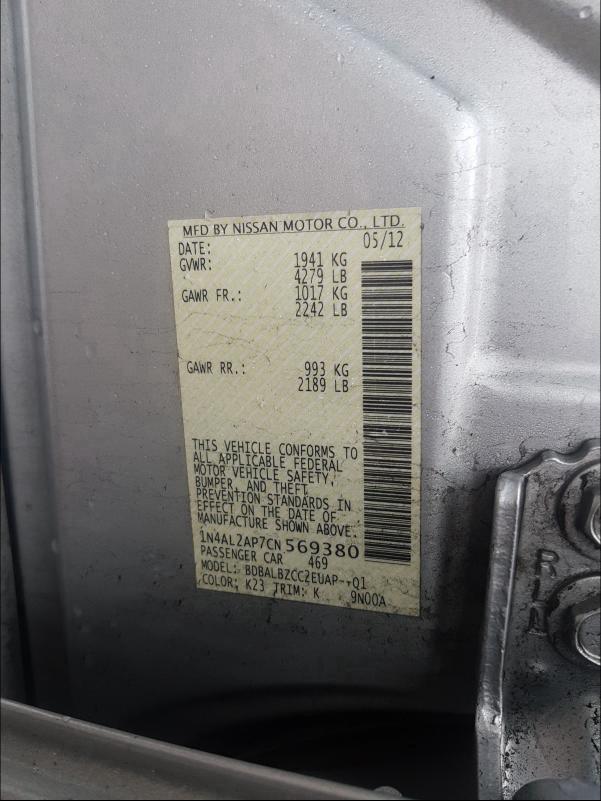 MFD BY NISSAN MOTOR CO., LTD.
DATE: 05/12
GVWR: 1941 KG
4279 LB
GAWR FR.: 1017 KG
2242 LB
GAWR RR.: 993 KG
2189 LB
THIS VEHICLE CONFORMS TO
ALL APPLICABLE FEDERAL
MOTOR VEHICLE SAFETY,
BUMPER, AND THEFT
PREVENTION STANDARDS IN
EFFECT ON THE DATE OF
MANUFACTURE SHOWN ABOVE.
1N4AL2AP7CN569380
PASSENGER CAR 469
MODEL: BDBALBZCC2EUAP--Q1
COLOR: K23 TRIM: K 9N00A